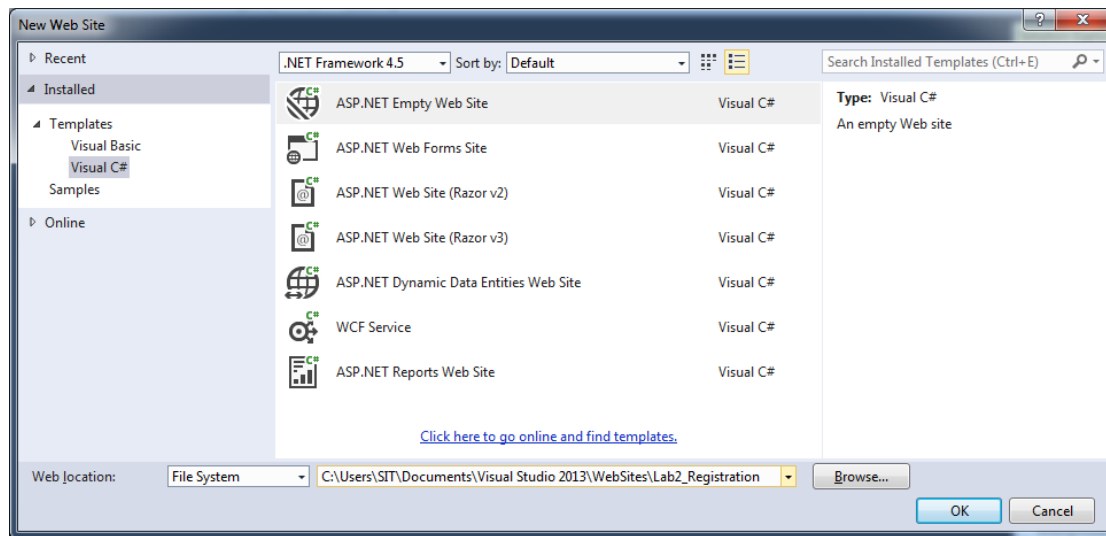 New Web Site
Recent
.NET Framework 4.5 Sort by: Default
Search Installed Templates (Ctrl+E)
Installed
Templates
Visual Basic
Visual C#
Samples
Online
ASP.NET Empty Web Site Visual C#
ASP.NET Web Forms Site Visual C#
ASP.NET Web Site (Razor v2) Visual C#
ASP.NET Web Site (Razor v3) Visual C#
ASP.NET Dynamic Data Entities Web Site Visual C#
WCF Service Visual C#
ASP.NET Reports Web Site Visual C#
Click here to go online and find templates.
Type: Visual C#
An empty Web site
Web location: File System C:\Users\SIT\Documents\Visual Studio 2013\WebSites\Lab2_Registration Browse...
OK Cancel